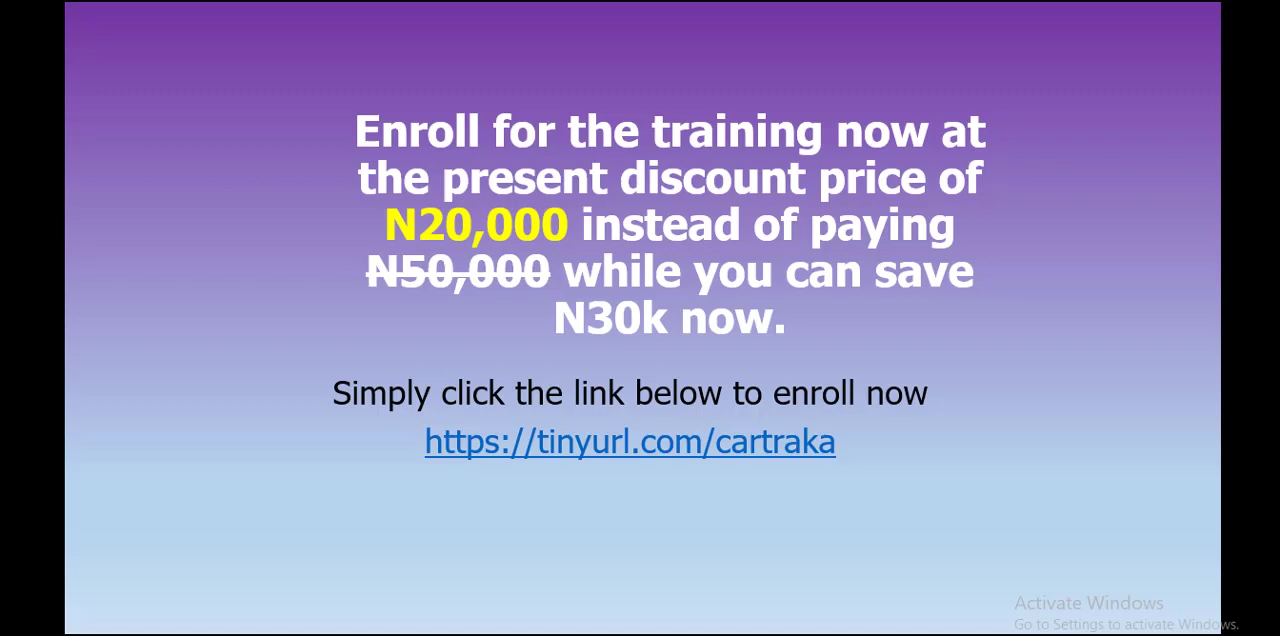 Enroll for the training now at
the present discount price of
N20,000 instead of paying
N50,000 while you can save
N30k now.
Simply click the link below to enroll now
https://tinyurl.com/cartraka
Activate Windows
Go to Settings to activate Windows.